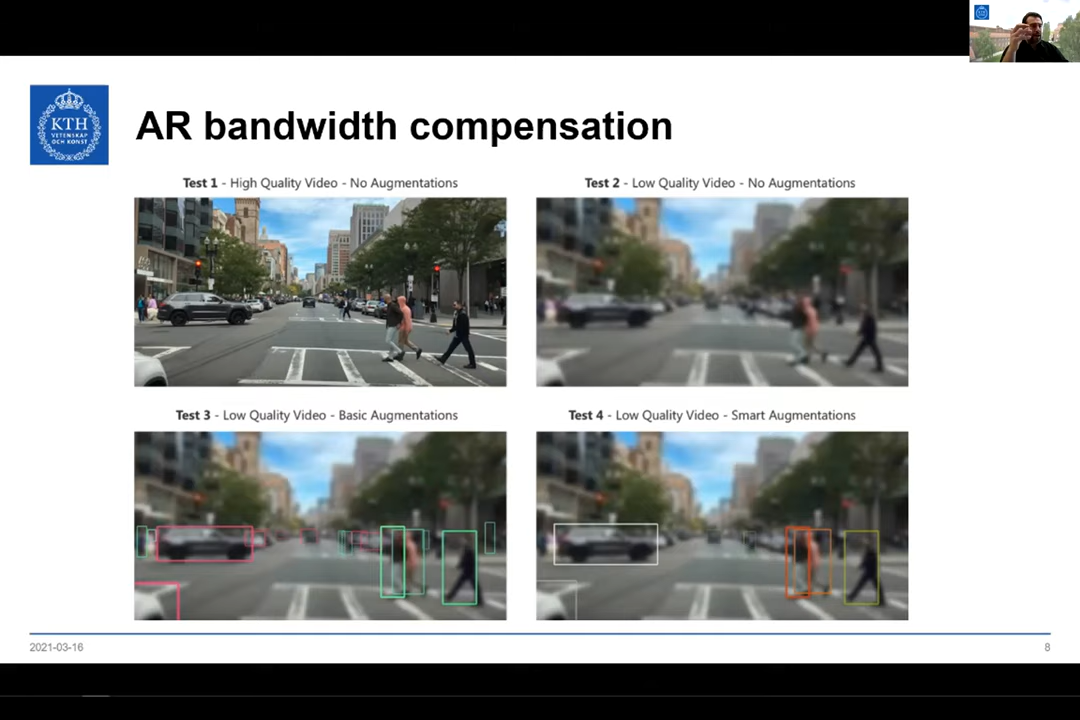 KTH
VETENSKAP
OCH KONST
AR bandwidth compensation
Test 1 - High Quality Video - No Augmentations
Test 2 - Low Quality Video - No Augmentations
Test 3 - Low Quality Video - Basic Augmentations
Test 4 - Low Quality Video - Smart Augmentations
2021-03-16
8